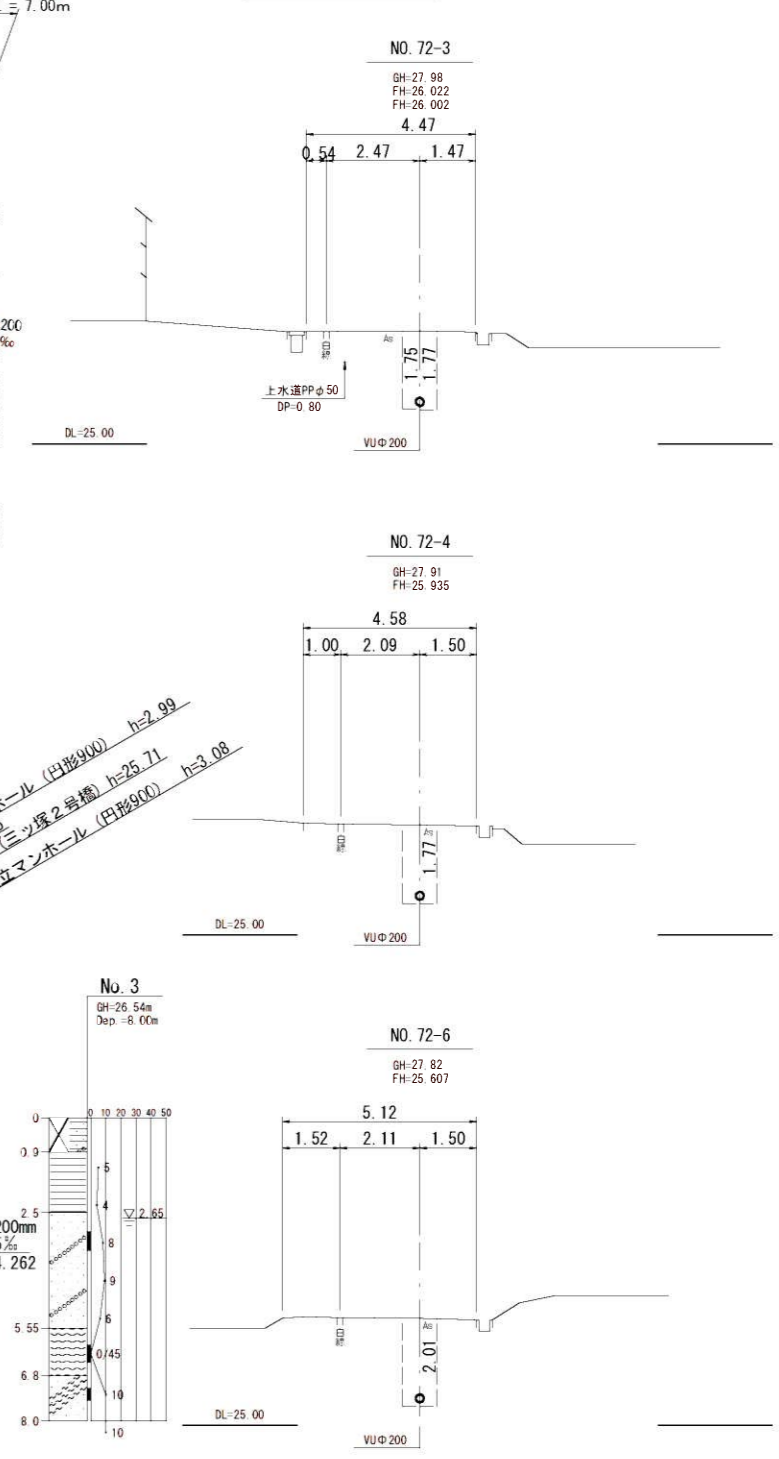 = 7.00m
NO. 72-3
GH=27.98
FH=26.022
FH=26.002
4.47
0.54 2.47 1.47
200
‰
As
白線
1.75
1.77
上水道PPφ50
DP=0.80
DL=25.00
VUΦ200
NO. 72-4
GH=27.91
FH=25.935
4.58
1.00 2.09 1.50
ホール (円形900) h=2.99
(三ッ塚2号橋) h=25.71
立マンホール (円形900) h=3.08
As
白線
1.77
DL=25.00
VUΦ200
No. 3
GH=26.54m
Dep.=8.00m
NO. 72-6
GH=27.82
FH=25.607
5.12
1.52 2.11 1.50
0 10 20 30 40 50
0
0.9
5
4
2.5
2.65
200mm
‰
.262
8
9
6
5.55
0/45
6.8
10
8.0
10
As
白線
2.01
DL=25.00
VUΦ200